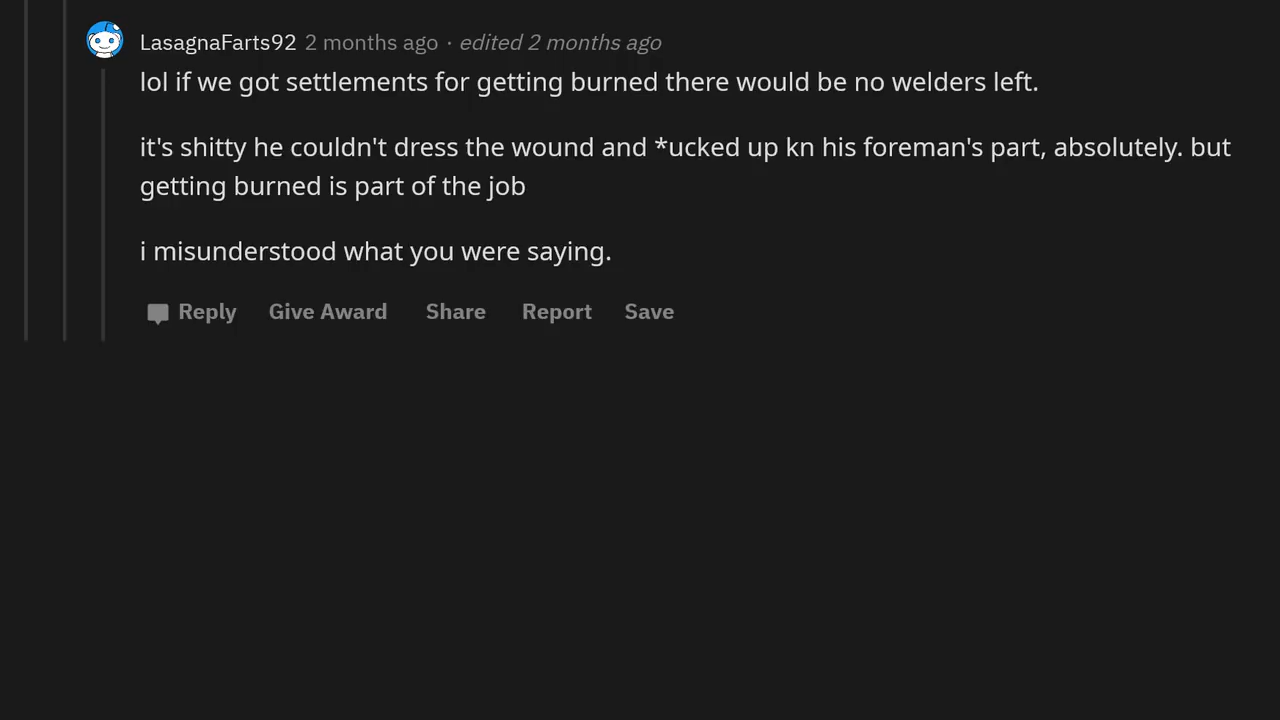 LasagnaFarts92 2 months ago · edited 2 months ago
lol if we got settlements for getting burned there would be no welders left.
it's shitty he couldn't dress the wound and *ucked up kn his foreman's part, absolutely. but
getting burned is part of the job
i misunderstood what you were saying.
Reply Give Award Share Report Save